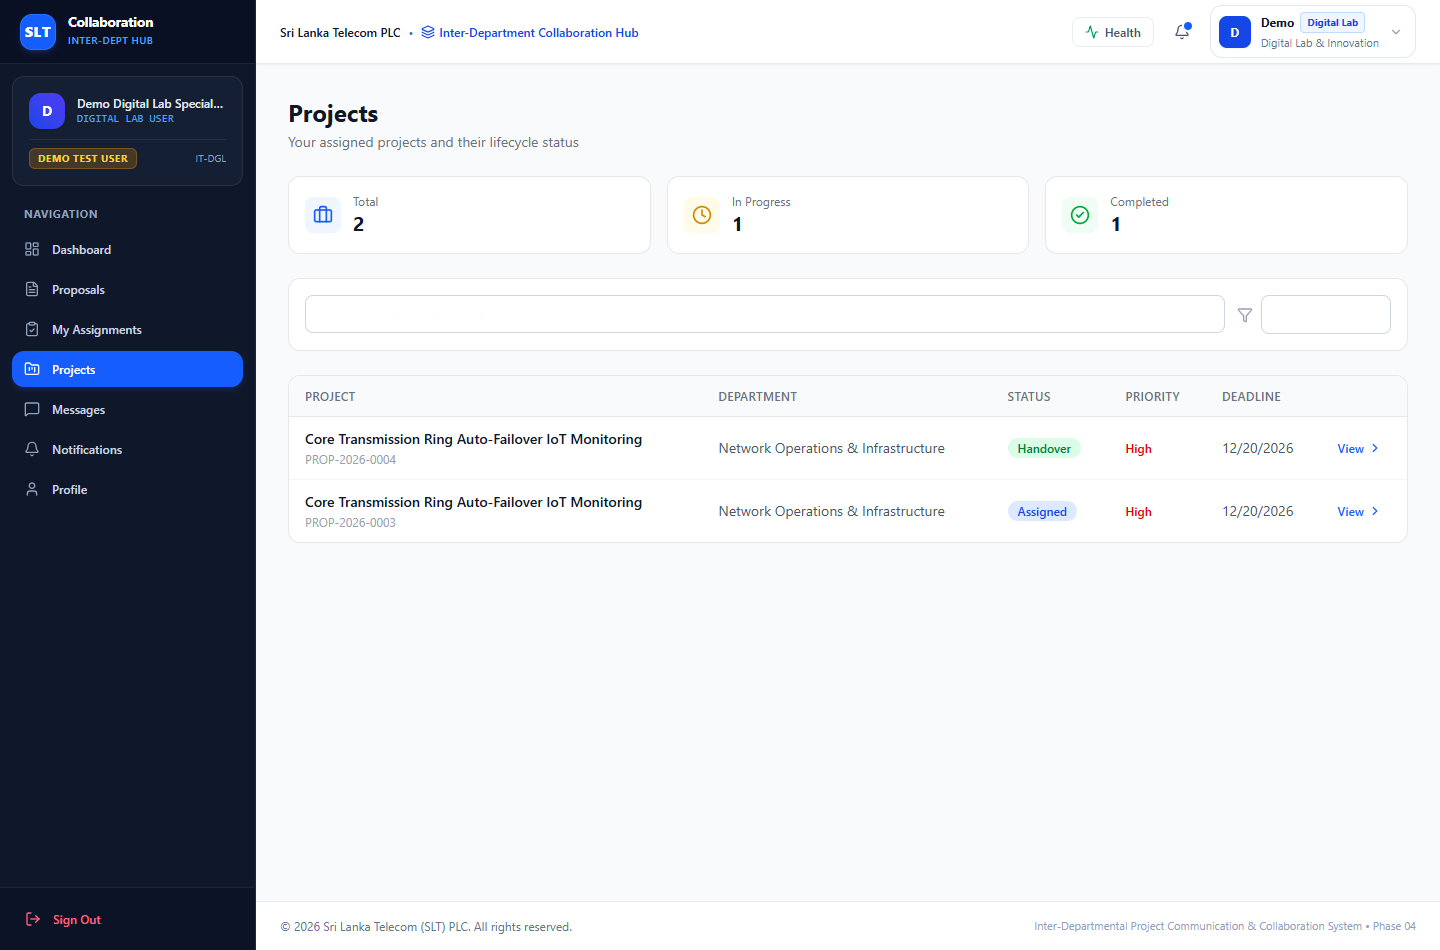 SLT
Collaboration
INTER-DEPT HUB
D
Demo Digital Lab Special...
DIGITAL LAB USER
DEMO TEST USER
IT-DGL
NAVIGATION
Dashboard
Proposals
My Assignments
Projects
Messages
Notifications
Profile
Sign Out
Sri Lanka Telecom PLC • Inter-Department Collaboration Hub
Health
D
Demo Digital Lab
Digital Lab & Innovation
Projects
Your assigned projects and their lifecycle status
Total
2
In Progress
1
Completed
1
PROJECT DEPARTMENT STATUS PRIORITY DEADLINE
Core Transmission Ring Auto-Failover IoT Monitoring
PROP-2026-0004
Network Operations & Infrastructure Handover High 12/20/2026 View
Core Transmission Ring Auto-Failover IoT Monitoring
PROP-2026-0003
Network Operations & Infrastructure Assigned High 12/20/2026 View
© 2026 Sri Lanka Telecom (SLT) PLC. All rights reserved.
Inter-Departmental Project Communication & Collaboration System • Phase 04